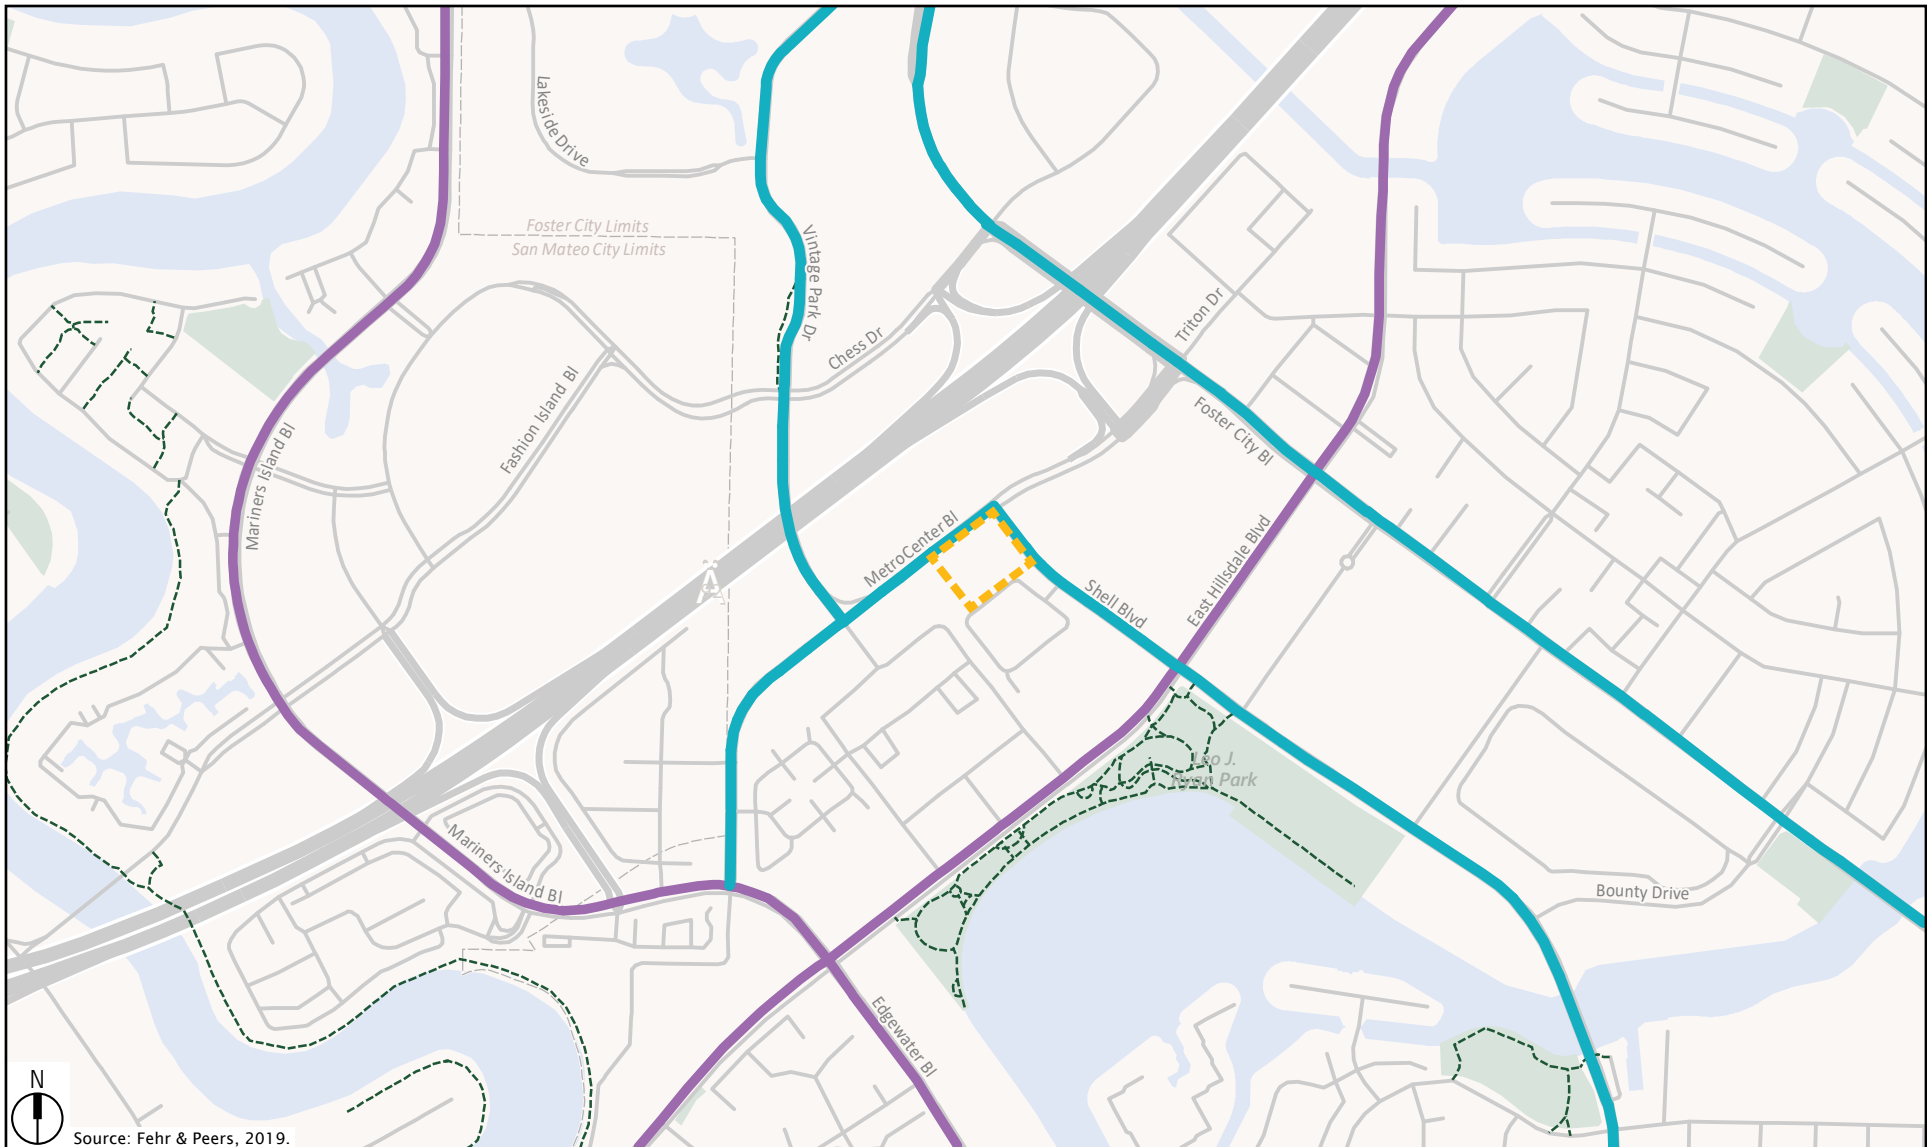 Lakeside Drive
Foster City Limits
San Mateo City Limits
Vintage Park Dr
Chess Dr
Triton Dr
Fashion Island Bl
Foster City Bl
Mariners Island Bl
MetroCenter Bl
East Hillsdale Blvd
Shell Blvd
Leo J.
Ryan Park
Mariners Island Bl
Bounty Drive
Edgewater Bl
N
Source: Fehr & Peers, 2019.